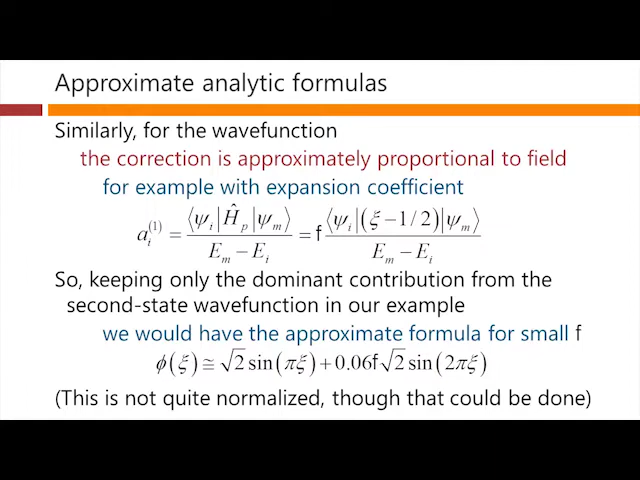 Approximate analytic formulas
Similarly, for the wavefunction
the correction is approximately proportional to field
for example with expansion coefficient
a_i^{(1)} = \frac{⟨ψ_i|Ĥ_p|ψ_m⟩}{E_m − E_i} = f \frac{⟨ψ_i|(ξ−1/2)|ψ_m⟩}{E_m − E_i}
So, keeping only the dominant contribution from the
second-state wavefunction in our example
we would have the approximate formula for small f
ϕ(ξ) ≅ √2 sin(πξ) + 0.06f√2 sin(2πξ)
(This is not quite normalized, though that could be done)